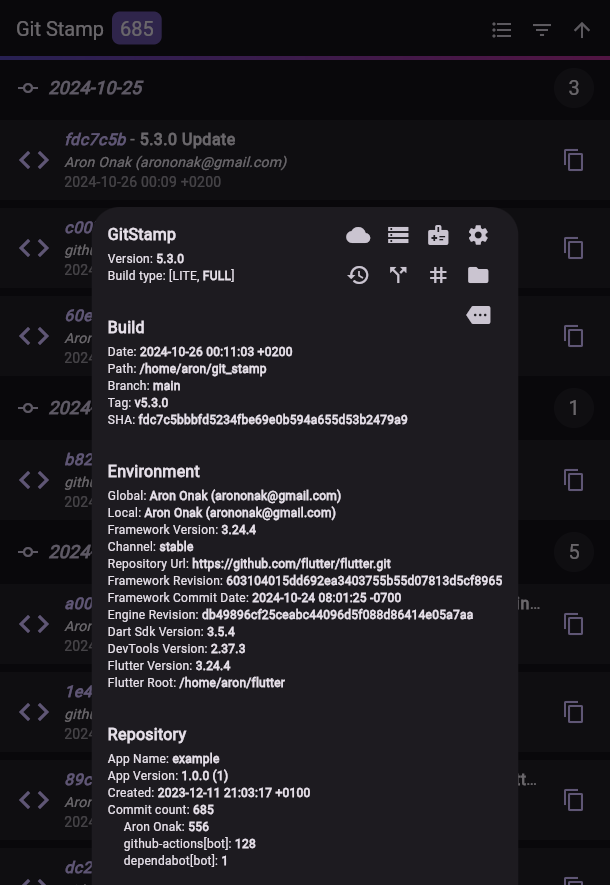 Git Stamp 685
2024-10-25 3
fdc7c5b - 5.3.0 Update
Aron Onak (arononak@gmail.com)
2024-10-26 00:09 +0200
c00
gith
2024
60e
Aron
2024
2024- 1
b82
gith
2024
2024- 5
a00 In...
Aron
2024
1e4
gith
2024
89c tt...
Aron
2024
dc2
GitStamp
Version: 5.3.0
Build type: [LITE, FULL]
Build
Date: 2024-10-26 00:11:03 +0200
Path: /home/aron/git_stamp
Branch: main
Tag: v5.3.0
SHA: fdc7c5bbbfd5234fbe69e0b594a655d53b2479a9
Environment
Global: Aron Onak (arononak@gmail.com)
Local: Aron Onak (arononak@gmail.com)
Framework Version: 3.24.4
Channel: stable
Repository Url: https://github.com/flutter/flutter.git
Framework Revision: 603104015dd692ea3403755b55d07813d5cf8965
Framework Commit Date: 2024-10-24 08:01:25 -0700
Engine Revision: db49896cf25ceabc44096d5f088d86414e05a7aa
Dart Sdk Version: 3.5.4
DevTools Version: 2.37.3
Flutter Version: 3.24.4
Flutter Root: /home/aron/flutter
Repository
App Name: example
App Version: 1.0.0 (1)
Created: 2023-12-11 21:03:17 +0100
Commit count: 685
Aron Onak: 556
github-actions[bot]: 128
dependabot[bot]: 1